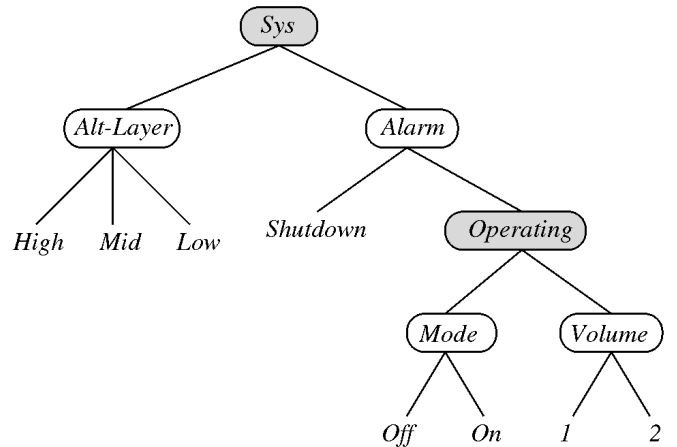 Sys
Alt-Layer
Alarm
High
Mid
Low
Shutdown
Operating
Mode
Volume
Off
On
1
2